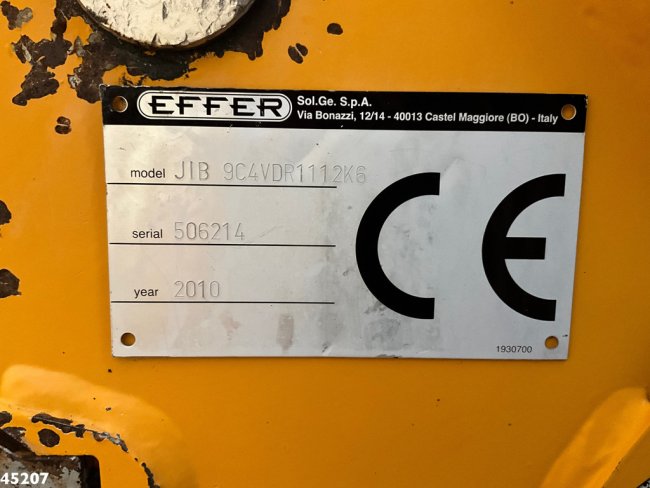 EFFER
Sol.Ge. S.p.A.
Via Bonazzi, 12/14 - 40013 Castel Maggiore (BO) - Italy
model JIB 9C4VDR1112K6
serial 506214
year 2010
CE
1930700
45207